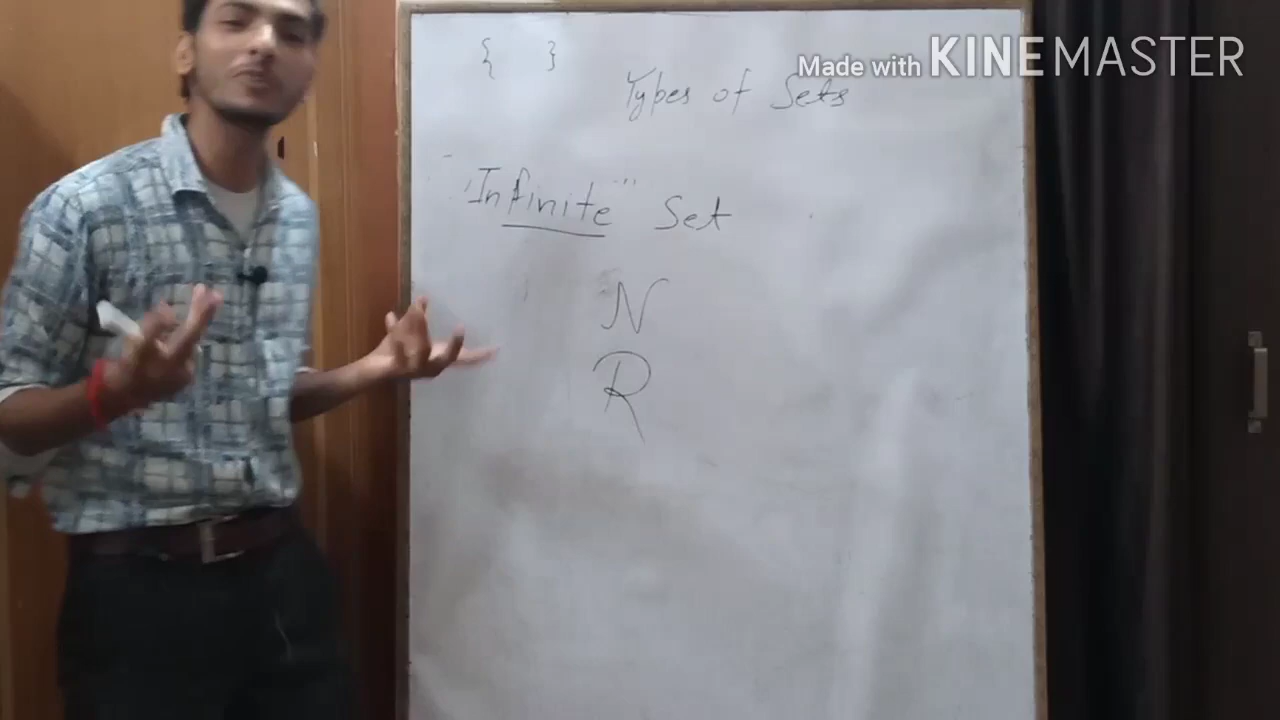 { }
Made with KINEMASTER
Types of Sets
"Infinite" Set
N
R